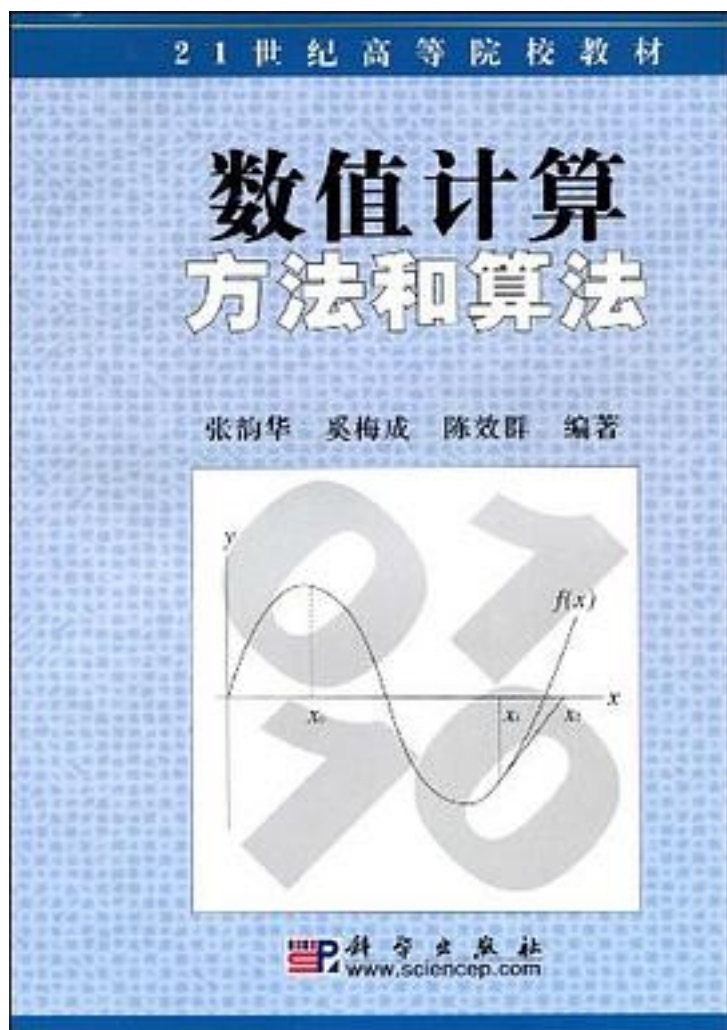 21世纪高等院校教材
数值计算
方法和算法
张韵华 奚梅成 陈效群 编著
y
f(x)
x
x₀ x₁ x₂
科学出版社
www.sciencep.com